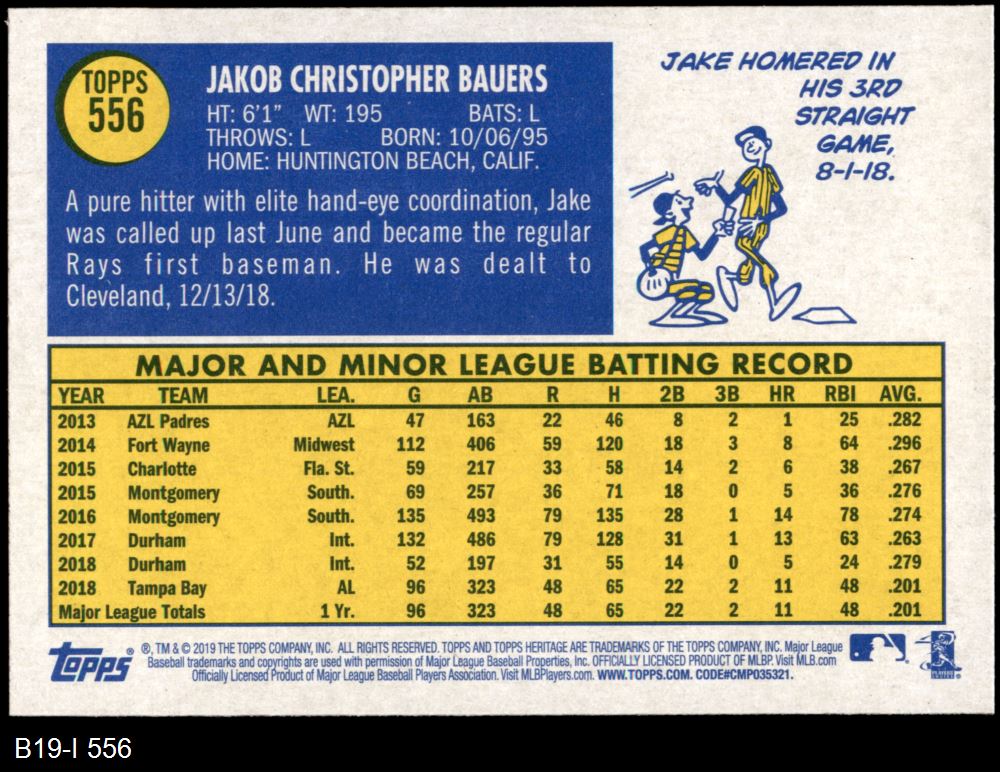 TOPPS
556
JAKOB CHRISTOPHER BAUERS
HT: 6'1" WT: 195 BATS: L
THROWS: L BORN: 10/06/95
HOME: HUNTINGTON BEACH, CALIF.
A pure hitter with elite hand-eye coordination, Jake
was called up last June and became the regular
Rays first baseman. He was dealt to
Cleveland, 12/13/18.
JAKE HOMERED IN
HIS 3RD
STRAIGHT
GAME,
8-1-18.
MAJOR AND MINOR LEAGUE BATTING RECORD
YEAR TEAM LEA. G AB R H 2B 3B HR RBI AVG.
2013 AZL Padres AZL 47 163 22 46 8 2 1 25 .282
2014 Fort Wayne Midwest 112 406 59 120 18 3 8 64 .296
2015 Charlotte Fla. St. 59 217 33 58 14 2 6 38 .267
2015 Montgomery South. 69 257 36 71 18 0 5 36 .276
2016 Montgomery South. 135 493 79 135 28 1 14 78 .274
2017 Durham Int. 132 486 79 128 31 1 13 63 .263
2018 Durham Int. 52 197 31 55 14 0 5 24 .279
2018 Tampa Bay AL 96 323 48 65 22 2 11 48 .201
Major League Totals 1 Yr. 96 323 48 65 22 2 11 48 .201
Topps®
®, TM & © 2019 THE TOPPS COMPANY, INC. ALL RIGHTS RESERVED. TOPPS AND TOPPS HERITAGE ARE TRADEMARKS OF THE TOPPS COMPANY, INC. Major League
Baseball trademarks and copyrights are used with permission of Major League Baseball Properties, Inc. OFFICIALLY LICENSED PRODUCT OF MLBP. Visit MLB.com
Officially Licensed Product of Major League Baseball Players Association. Visit MLBPlayers.com. WWW.TOPPS.COM. CODE#CMP035321.
B19-I 556